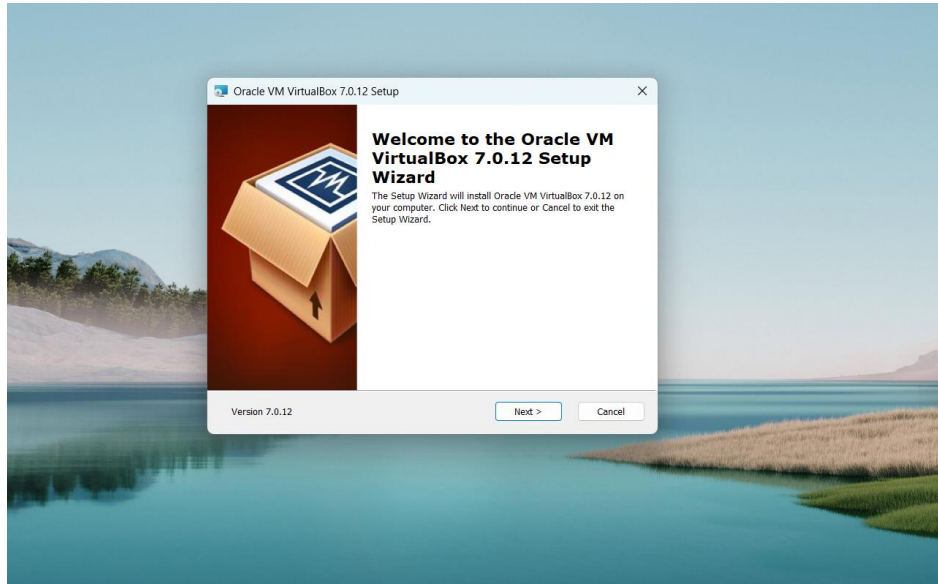 Oracle VM VirtualBox 7.0.12 Setup
Welcome to the Oracle VM
VirtualBox 7.0.12 Setup
Wizard
The Setup Wizard will install Oracle VM VirtualBox 7.0.12 on
your computer. Click Next to continue or Cancel to exit the
Setup Wizard.
Version 7.0.12
Next >
Cancel